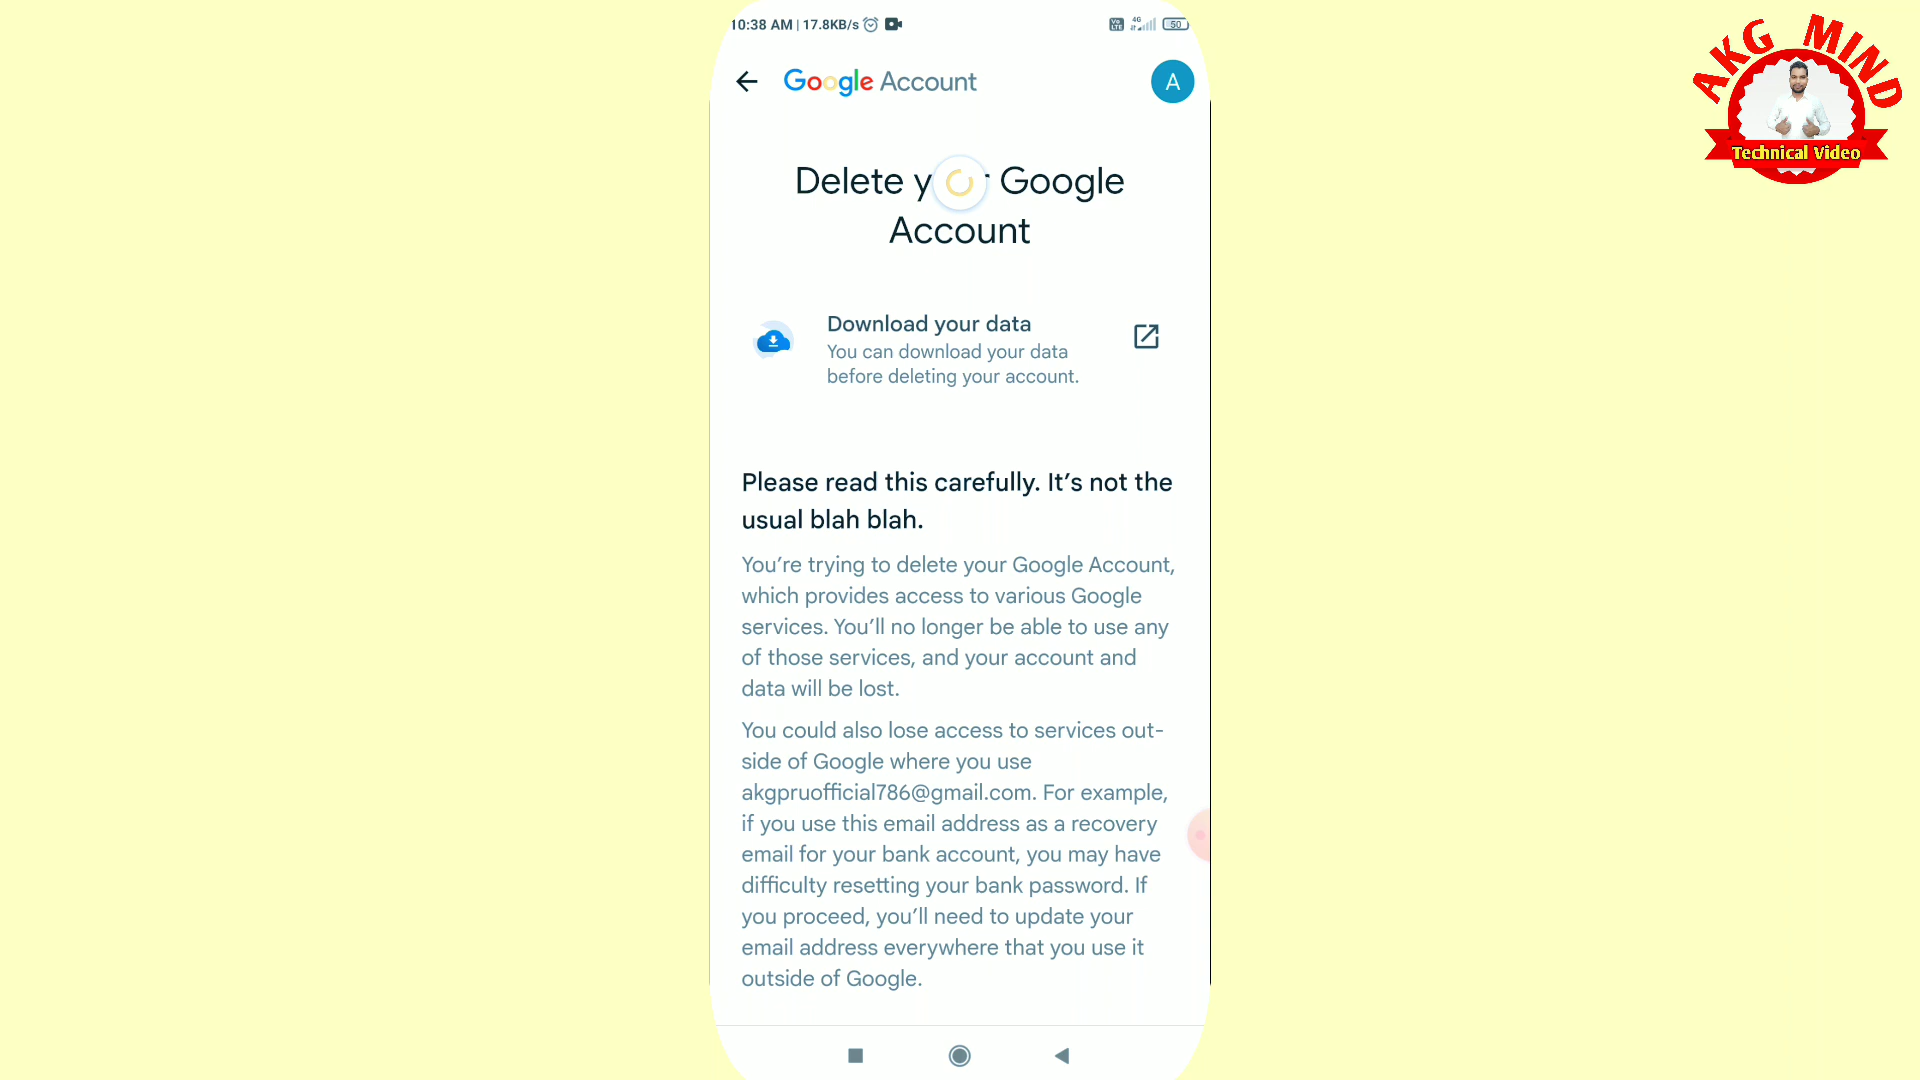 10:38 AM | 17.8KB/s
Vo LTE 4G 50
Google Account
A
AKG MIND
Technical Video
Delete your Google
Account
Download your data
You can download your data
before deleting your account.
Please read this carefully. It’s not the
usual blah blah.
You’re trying to delete your Google Account,
which provides access to various Google
services. You’ll no longer be able to use any
of those services, and your account and
data will be lost.
You could also lose access to services out-
side of Google where you use
akgpruofficial786@gmail.com. For example,
if you use this email address as a recovery
email for your bank account, you may have
difficulty resetting your bank password. If
you proceed, you’ll need to update your
email address everywhere that you use it
outside of Google.